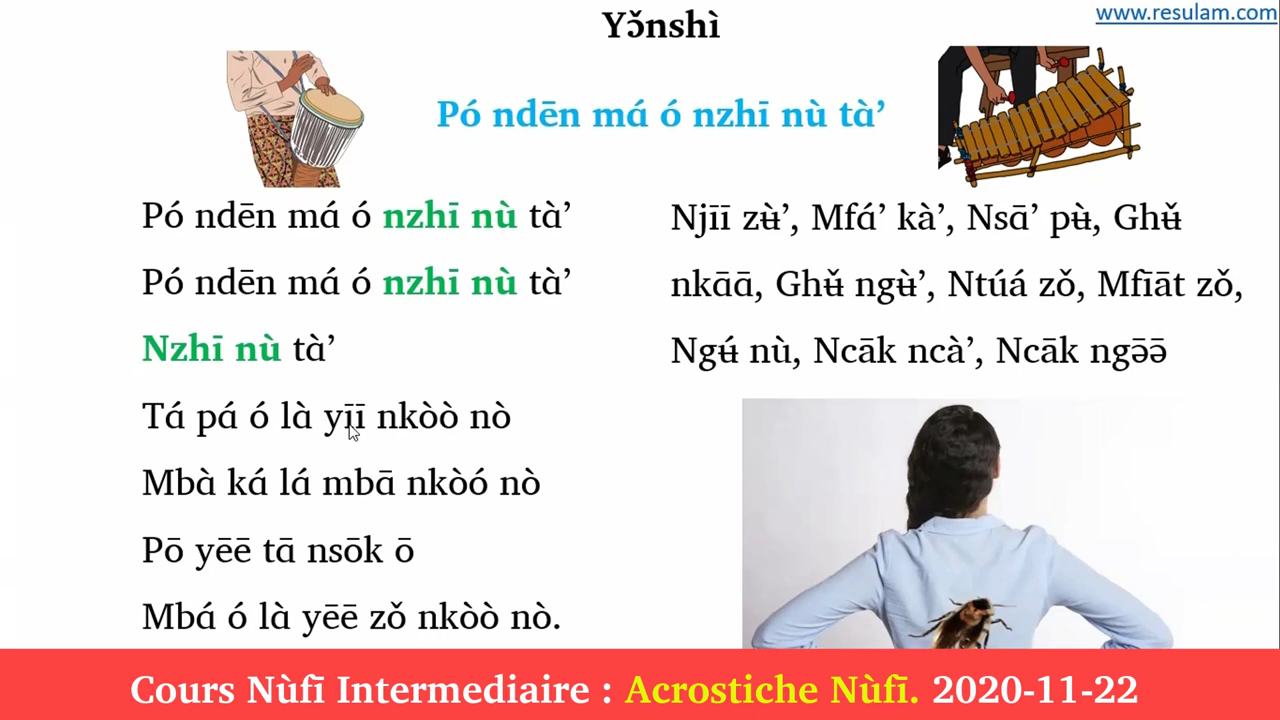 www.resulam.com
Yɔ̌nshì
Pó ndēn má ó nzhī nù tà’
Pó ndēn má ó nzhī nù tà’
Pó ndēn má ó nzhī nù tà’
Nzhī nù tà’
Tá pá ó là yīī nkòò nò
Mbà ká lá mbā nkòó nò
Pō yēē tā nsōk ō
Mbá ó là yēē zǒ nkòò nò.
Njīī zʉ̀’, Mfá’ kà’, Nsā’ pʉ̀, Ghʉ̌
nkāā, Ghʉ̌ ngʉ̀’, Ntúá zǒ, Mfīāt zǒ,
Ngʉ́ nù, Ncāk ncà’, Ncāk ngə̄ə̄
Cours Nùfī Intermediaire : Acrostiche Nùfī. 2020-11-22